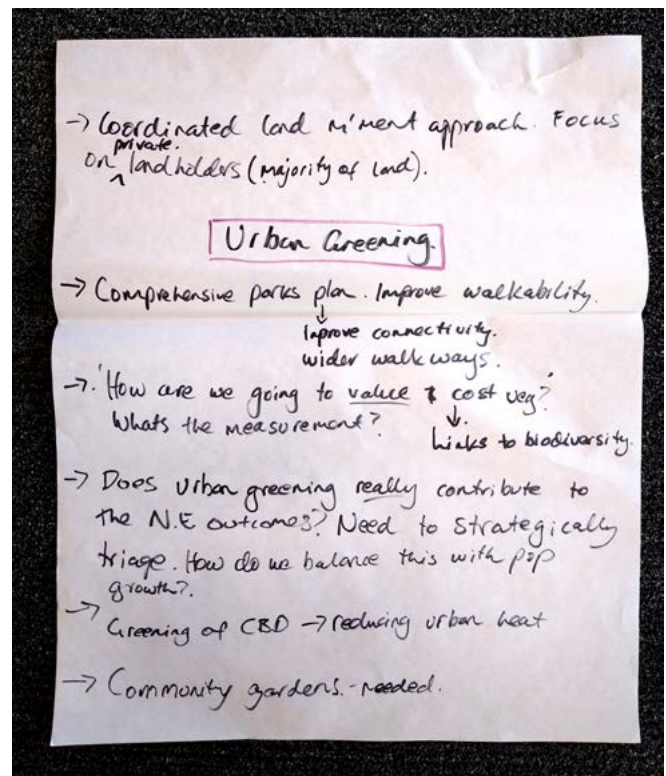 → Coordinated land m'ment approach. Focus
on private. landholders (majority of land).
Urban Greening.
→ Comprehensive parks plan. Improve walkability.
↓
Improve connectivity.
wider walkways.
→. 'How are we going to value & cost veg?'
Whats the measurement?
↓
Links to biodiversity.
→ Does urban greening really contribute to
the N.E outcomes? Need to Strategically
triage. How do we balance this with pop
growth?.
→ Greening of CBD → reducing urban heat
→ Community gardens. - needed.